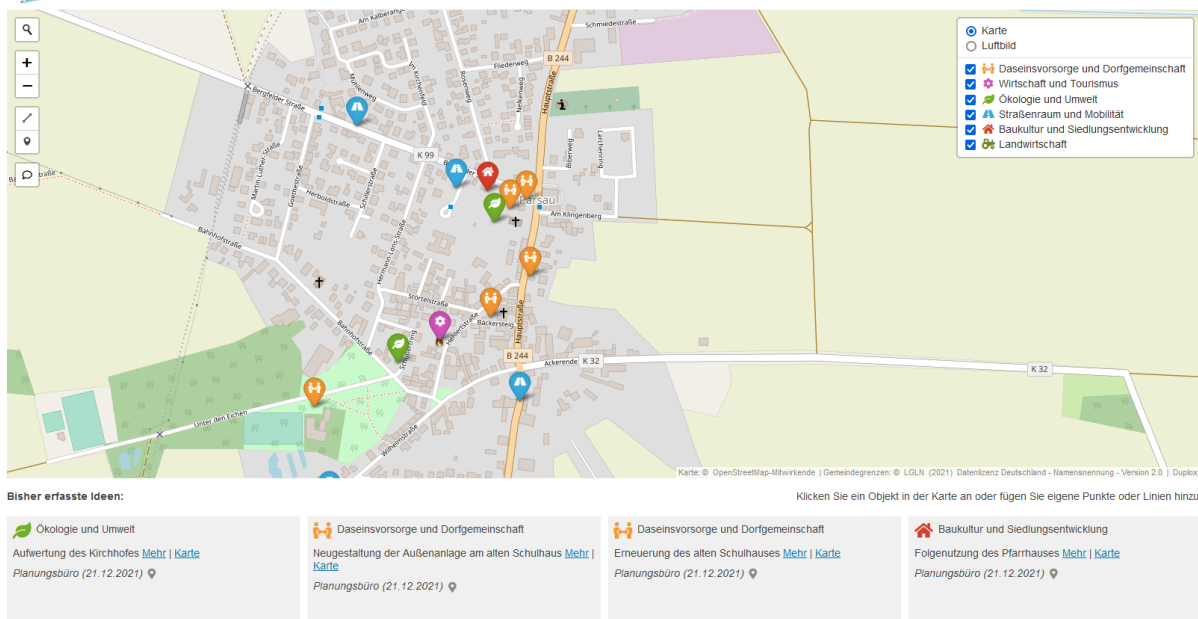 Am Kalberanger
Schmiedestraße
B 244
Fliederweg
Hauptstraße
Mühlenweg
Im Kirchenfeld
Rosenweg
Nelkenweg
Bergfelder Straße
K 99
Biberweg
Lerchenring
Martin-Luther-Straße
Goethestraße
Schillerstraße
Herboldstraße
Parsau
Am Klingenberg
Bahnhofstraße
Hermann-Löns-Straße
Störtelstraße
Bäckersteig
Hehlertstraße
Hauptstraße
Bahnhofstraße
B 244
Ackerende
K 32
K 32
Unter den Eichen
Wilhelmstraße
Karte
Luftbild
Daseinsvorsorge und Dorfgemeinschaft
Wirtschaft und Tourismus
Ökologie und Umwelt
Straßenraum und Mobilität
Baukultur und Siedlungsentwicklung
Landwirtschaft
Karte: © OpenStreetMap-Mitwirkende | Gemeindegrenzen: © LGLN (2021) Datenlizenz Deutschland - Namensnennung - Version 2.0 | Duplox
Bisher erfasste Ideen:
Klicken Sie ein Objekt in der Karte an oder fügen Sie eigene Punkte oder Linien hinzu
Ökologie und Umwelt
Aufwertung des Kirchhofes Mehr | Karte
Planungsbüro (21.12.2021)
Daseinsvorsorge und Dorfgemeinschaft
Neugestaltung der Außenanlage am alten Schulhaus Mehr |
Karte
Planungsbüro (21.12.2021)
Daseinsvorsorge und Dorfgemeinschaft
Erneuerung des alten Schulhauses Mehr | Karte
Planungsbüro (21.12.2021)
Baukultur und Siedlungsentwicklung
Folgenutzung des Pfarrhauses Mehr | Karte
Planungsbüro (21.12.2021)